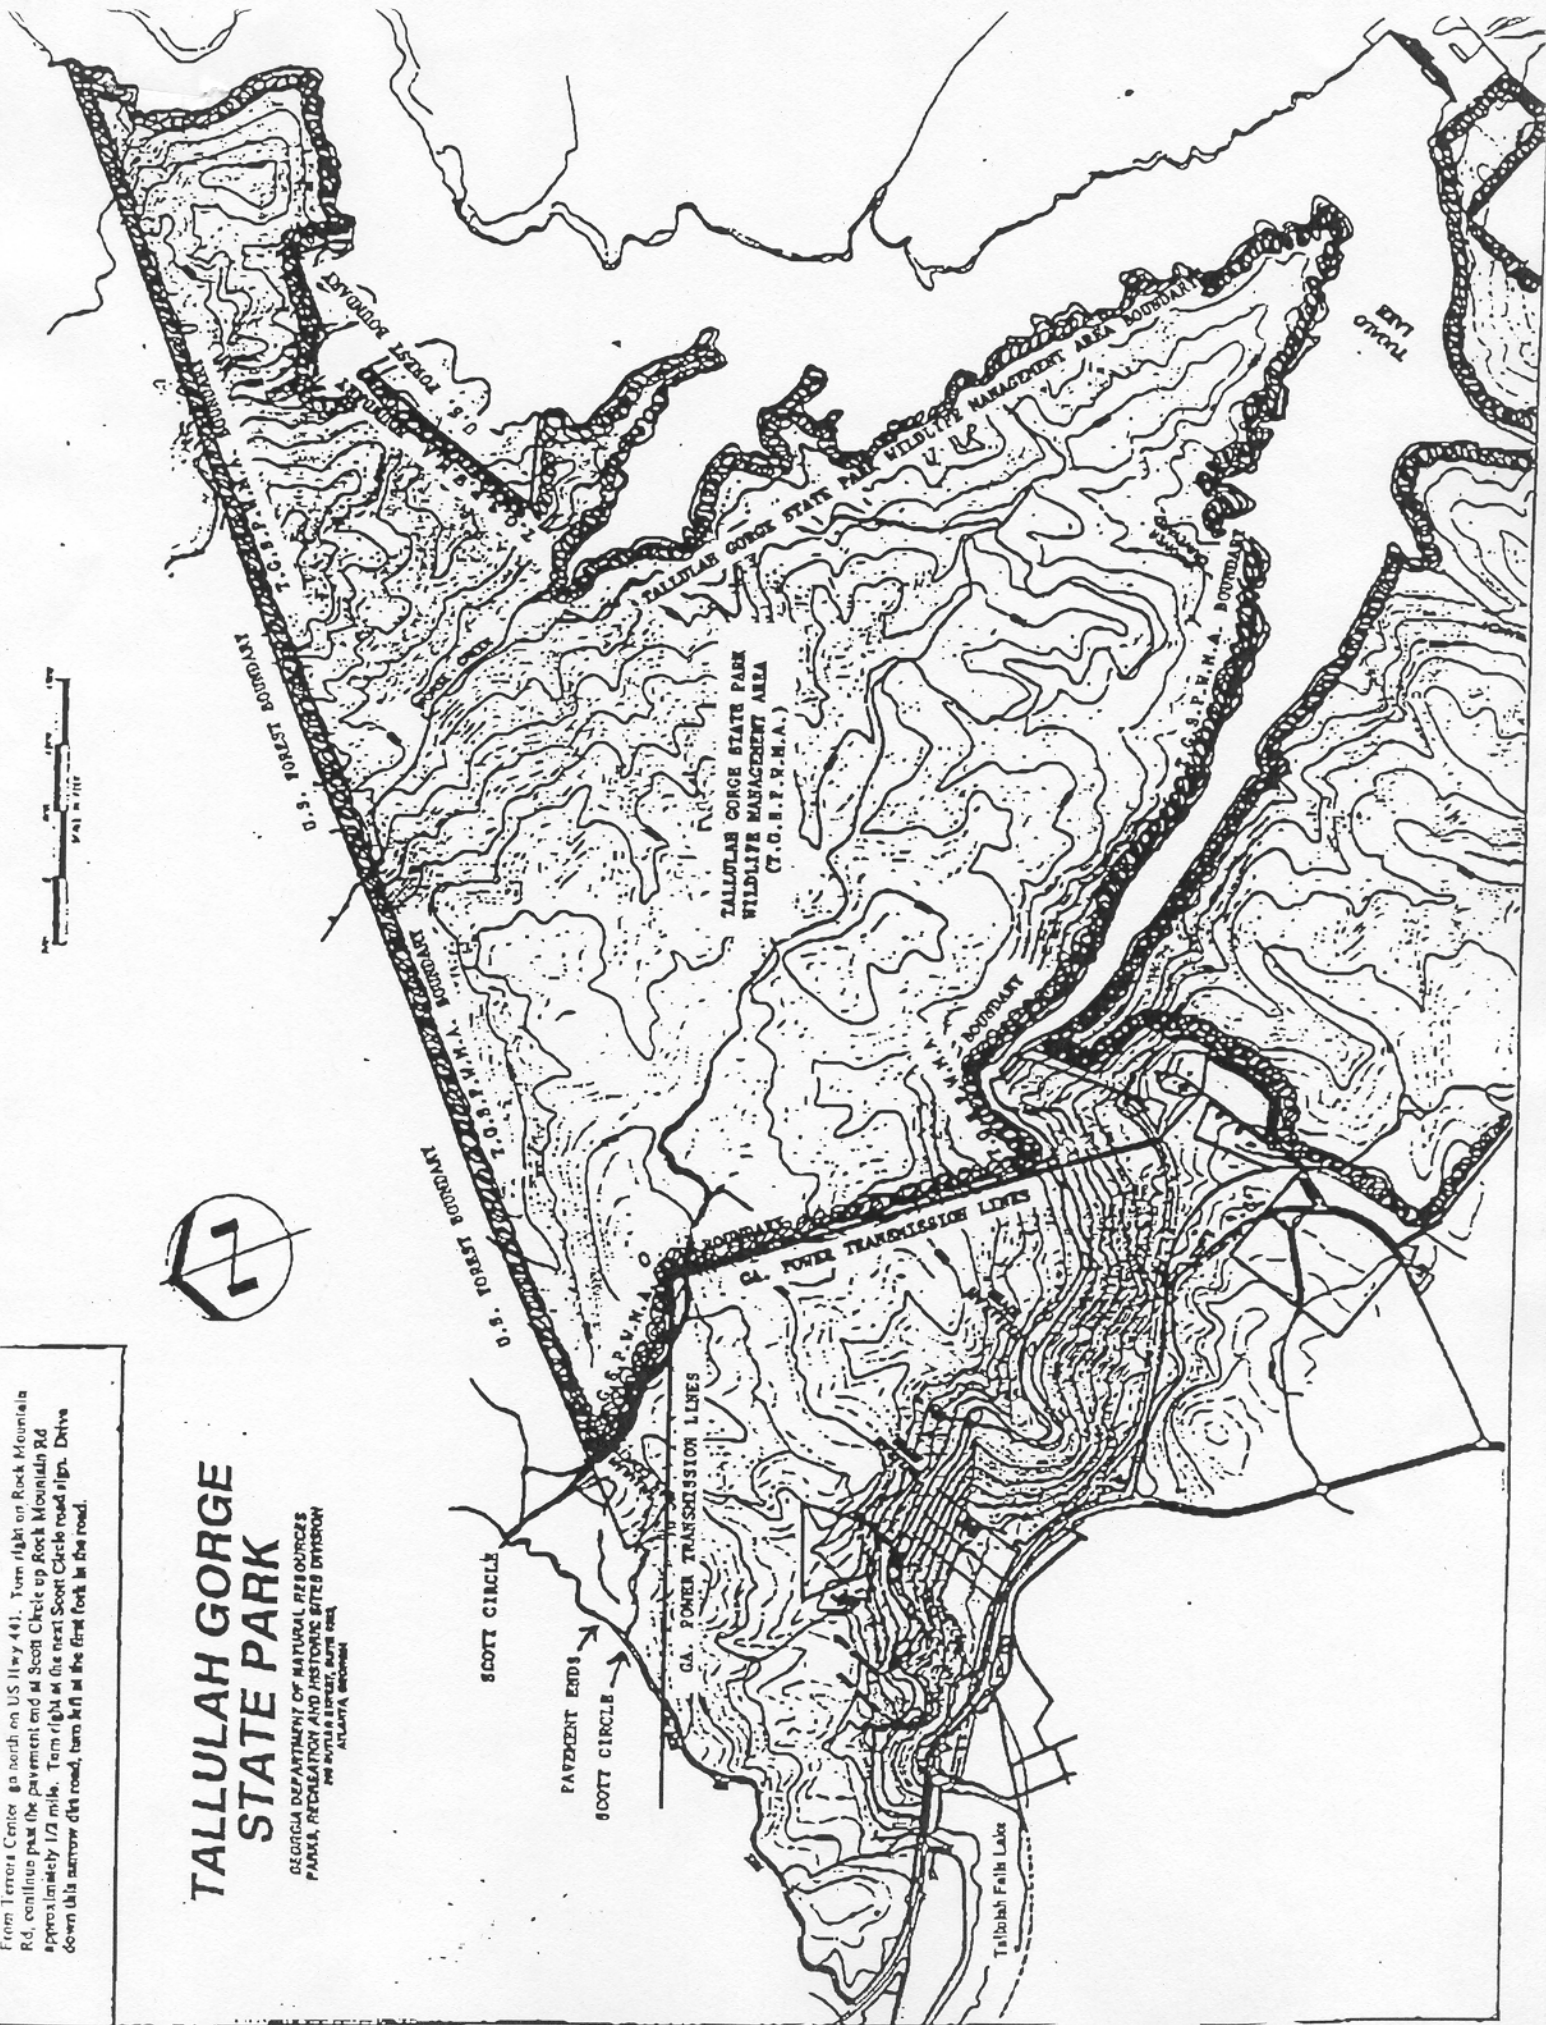 From Terrora Center go north on US Hwy 441. Turn right on Rock Mountain
Rd, continue past the pavement end at Scott Circle up Rock Mountain Rd
approximately 1/2 mile. Turn right at the next Scott Circle road sign. Drive
down this narrow dirt road, turn left at the first fork in the road.
TALLULAH GORGE
STATE PARK
GEORGIA DEPARTMENT OF NATURAL RESOURCES
PARKS, RECREATION AND HISTORIC SITES DIVISION
ATLANTA GEORGIA
N
U.S. FOREST BOUNDARY
U.S. FOREST BOUNDARY
T.G.S.P.W.M.A. BOUNDARY
T.G.S.P.W.M.A. BOUNDARY
U.S. FOREST BOUNDARY
SCOTT CIRCLE
PAVEMENT ENDS
SCOTT CIRCLE
GA. POWER TRANSMISSION LINES
GA. POWER TRANSMISSION LINES
BOUNDARY
W.M.A. BOUNDARY
TALLULAH GORGE STATE PARK
WILDLIFE MANAGEMENT AREA
(T.G.S.P.W.M.A.)
TALLULAH GORGE STATE PARK WILDLIFE MANAGEMENT AREA BOUNDARY
T.G.S.P.W.M.A. BOUNDARY
TUGALO
LAKE
Tallulah Falls Lake